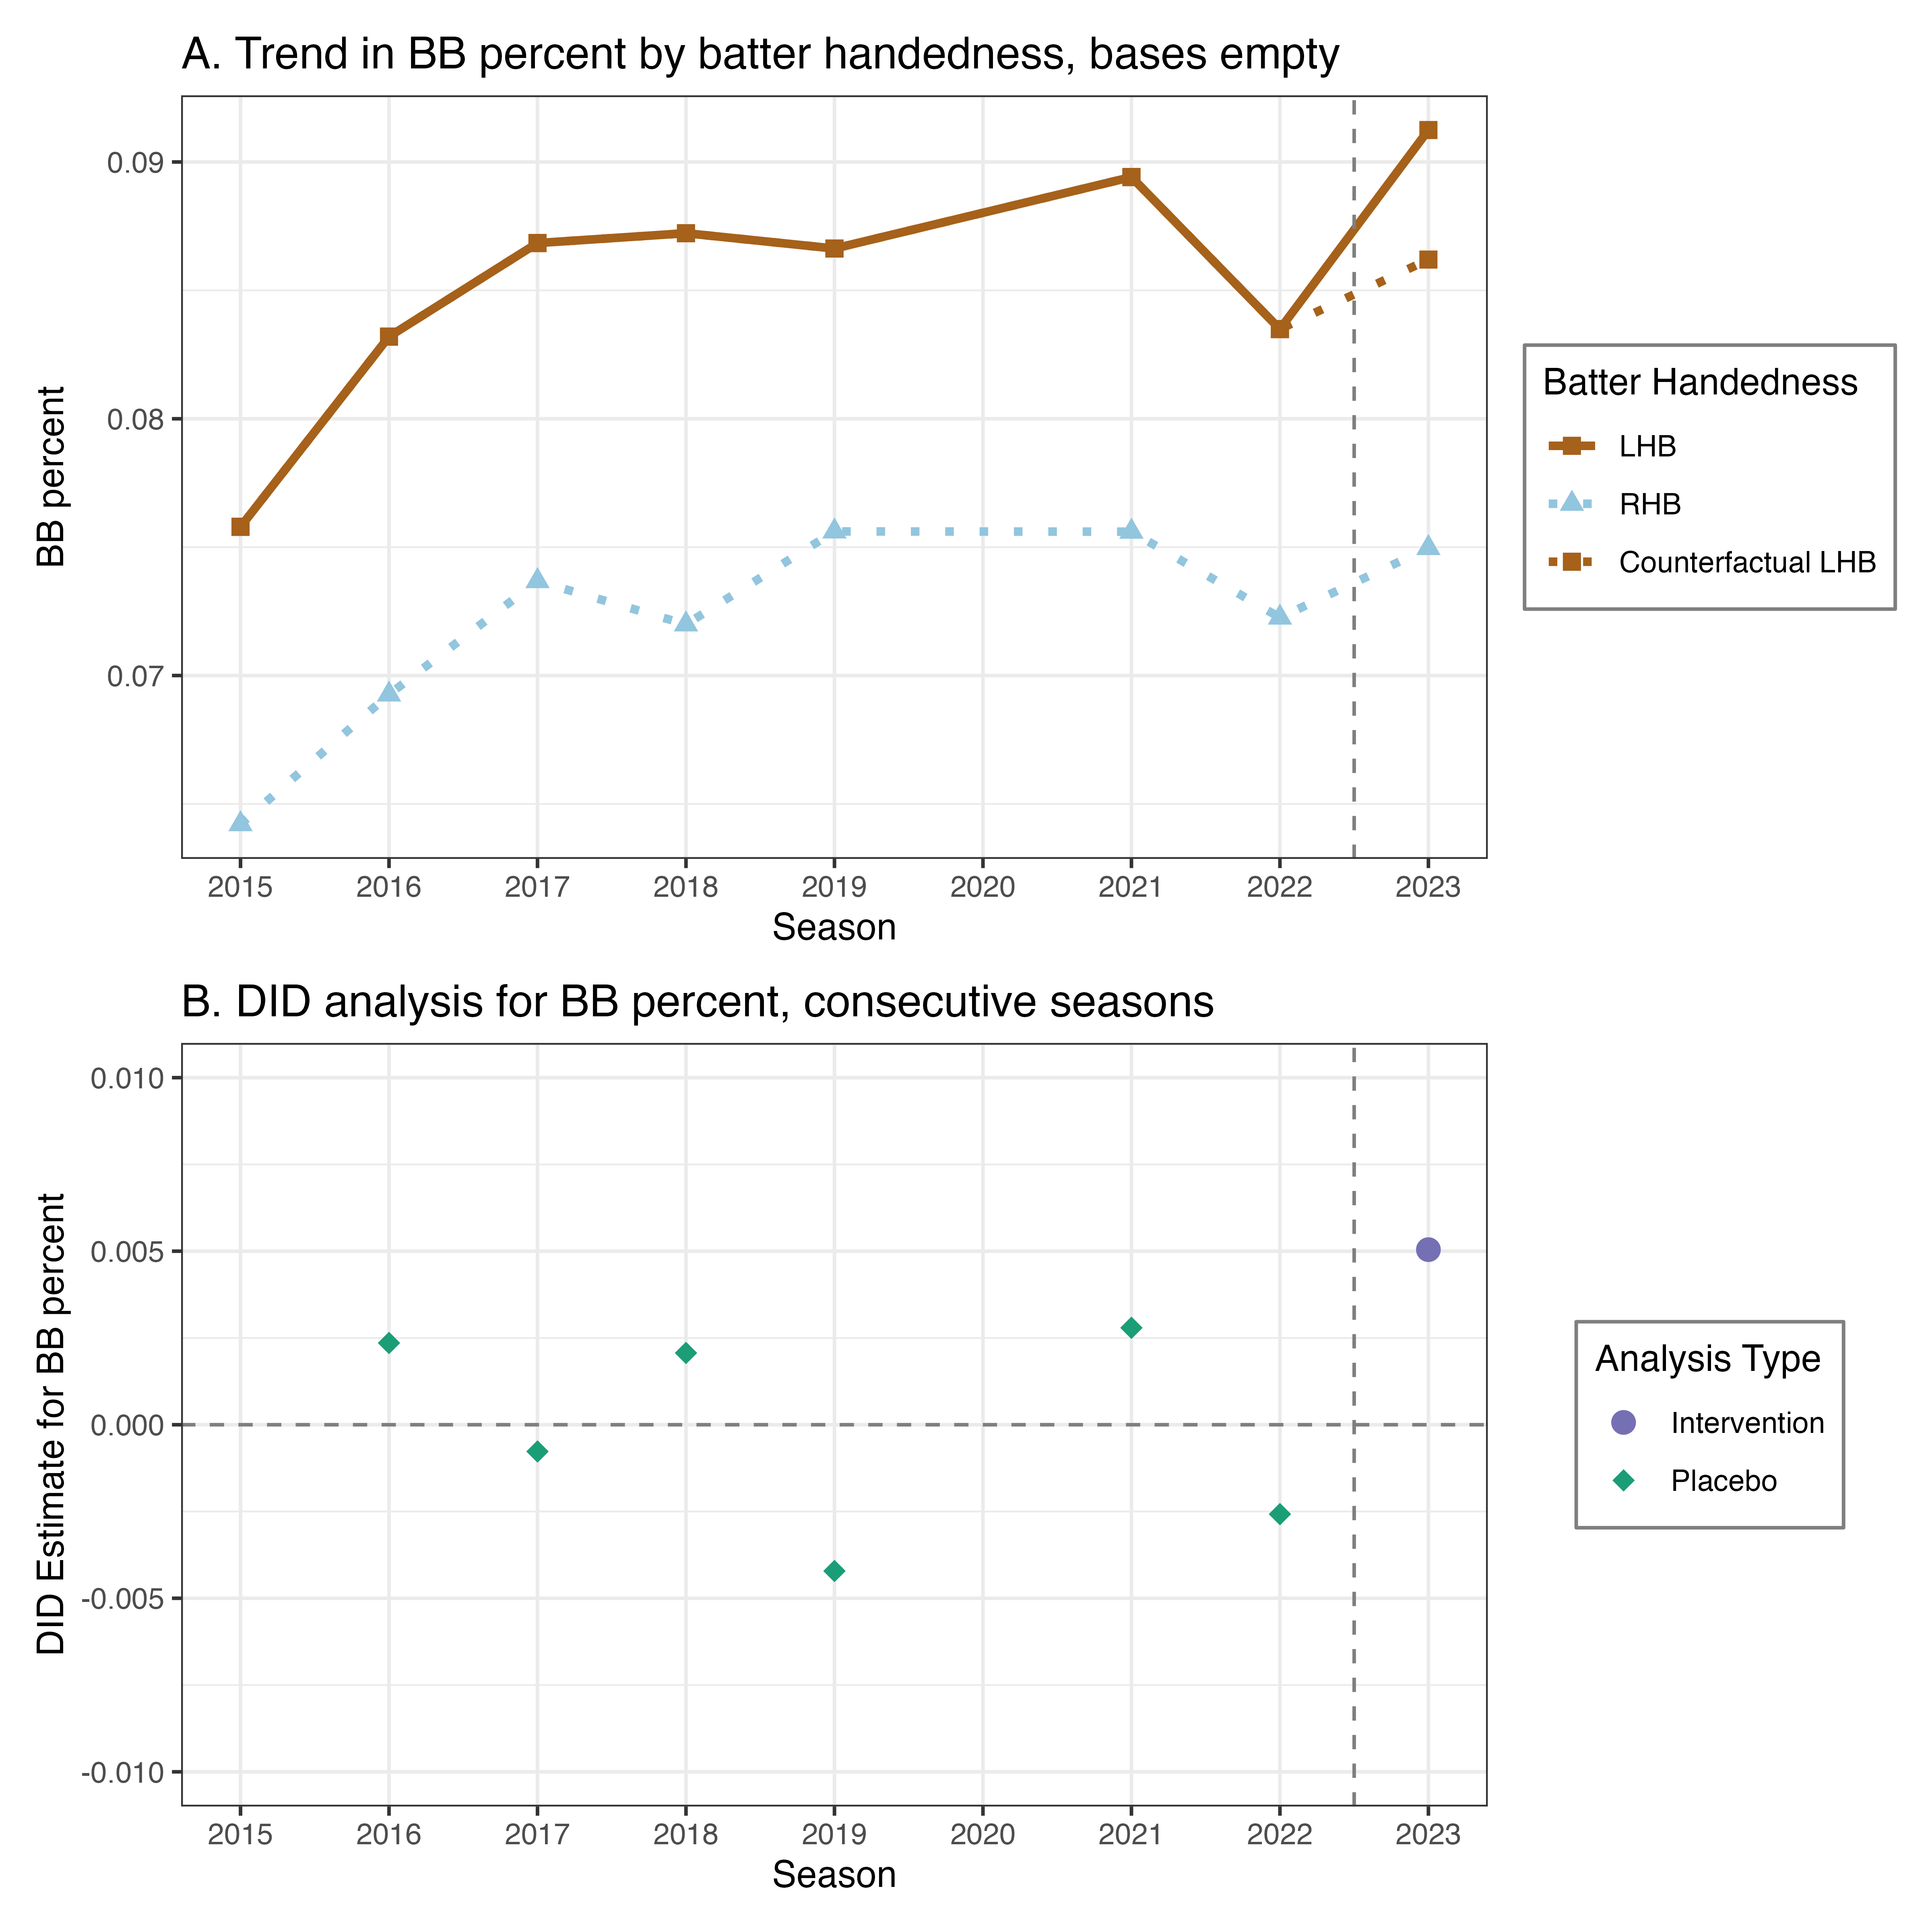 A. Trend in BB percent by batter handedness, bases empty
BB percent
0.09
0.08
0.07
2015 2016 2017 2018 2019 2020 2021 2022 2023
Season
Batter Handedness
LHB
RHB
Counterfactual LHB
B. DID analysis for BB percent, consecutive seasons
DID Estimate for BB percent
0.010
0.005
0.000
-0.005
-0.010
2015 2016 2017 2018 2019 2020 2021 2022 2023
Season
Analysis Type
Intervention
Placebo